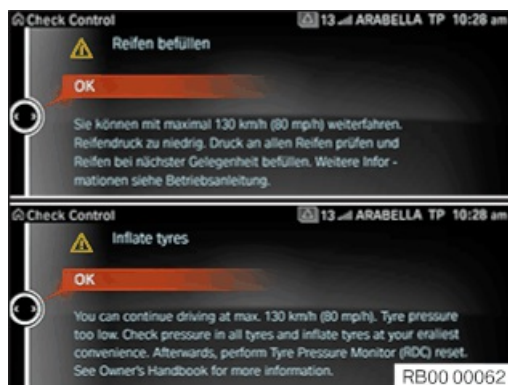 Check Control 13 ARABELLA TP 10:28 am
Reifen befüllen
OK
Sie können mit maximal 130 km/h (80 mp/h) weiterfahren.
Reifendruck zu niedrig. Druck an allen Reifen prüfen und
Reifen bei nächster Gelegenheit befüllen. Weitere Infor -
mationen siehe Betriebsanleitung.
Check Control 13 ARABELLA TP 10:28 am
Inflate tyres
OK
You can continue driving at max. 130 km/h (80 mp/h). Tyre pressure
too low. Check pressure in all tyres and inflate tyres at your eraliest
convenience. Afterwards, perform Tyre Pressure Monitor (RDC) reset.
See Owner's Handbook for more information.
RB00 00062